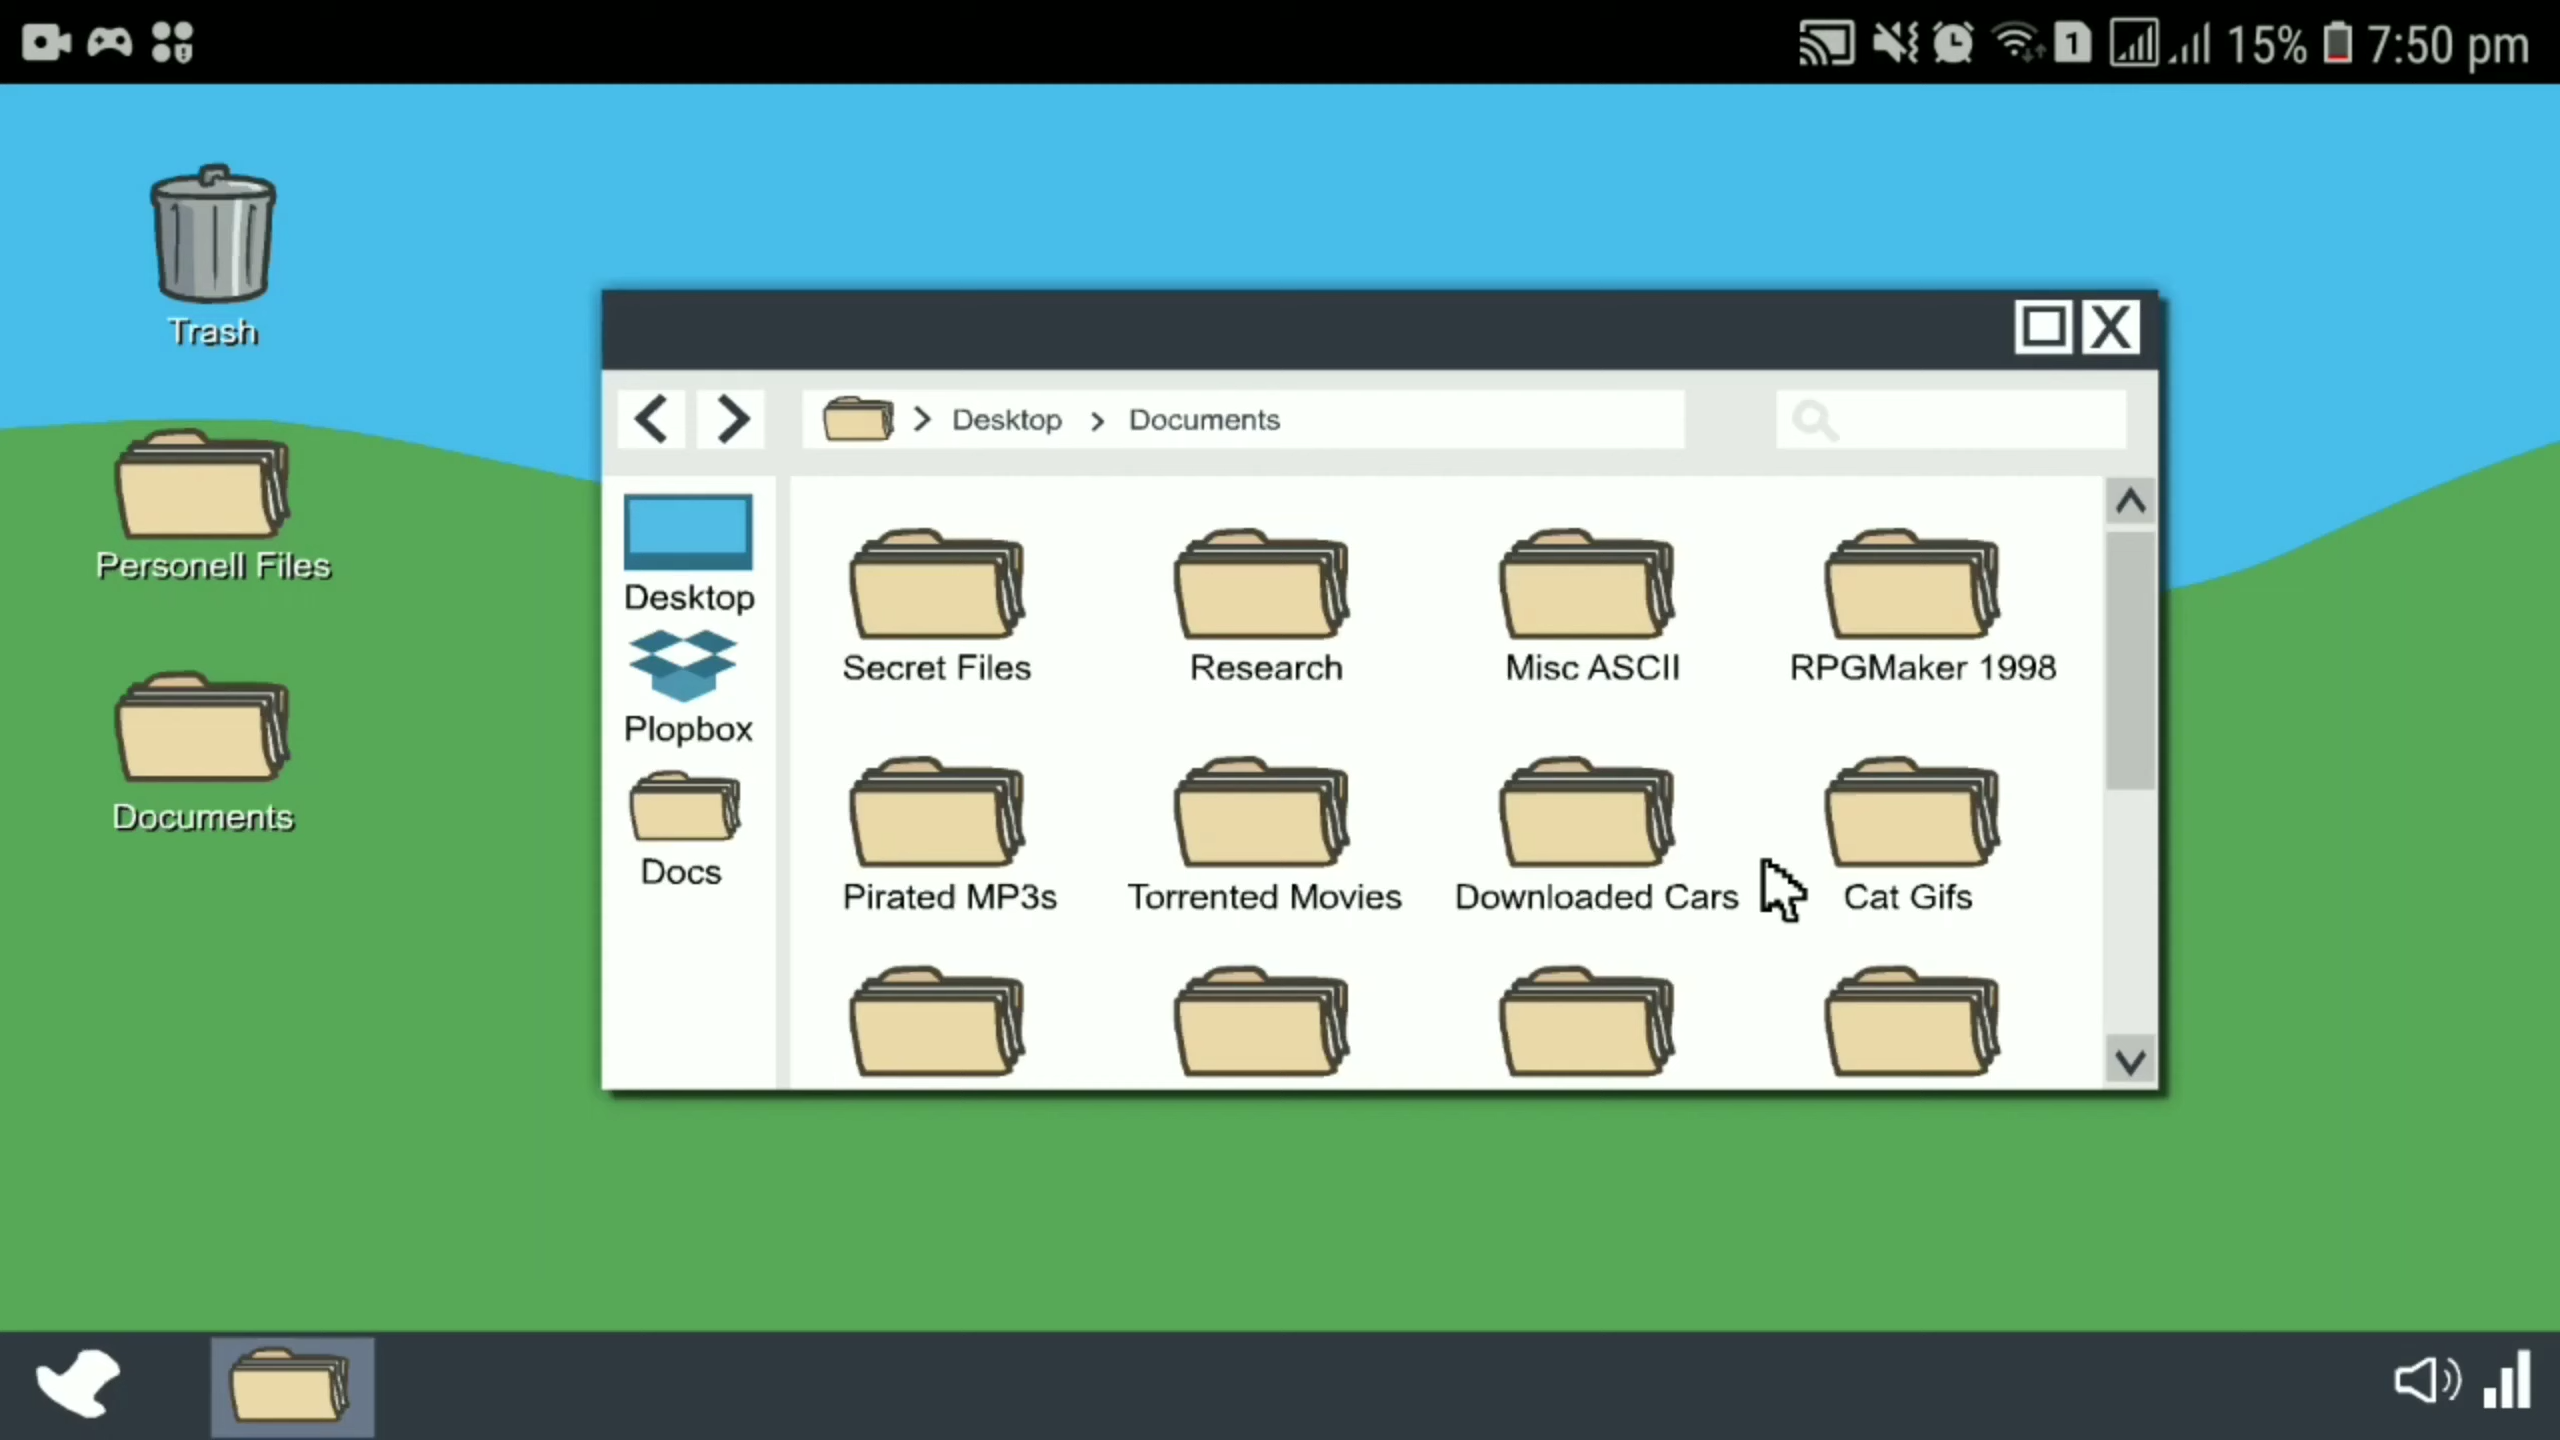 1 15% 7:50 pm
Trash
Personell Files
Documents
X
> Desktop > Documents
Desktop
Plopbox
Docs
Secret Files Research Misc ASCII RPGMaker 1998
Pirated MP3s Torrented Movies Downloaded Cars Cat Gifs